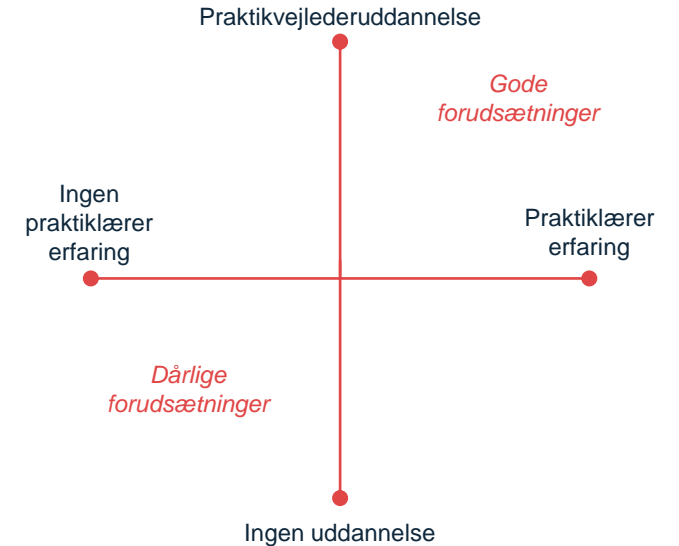 Praktikvejlederuddannelse
Gode
forudsætninger
Ingen
praktiklærer
erfaring
Praktiklærer
erfaring
Dårlige
forudsætninger
Ingen uddannelse